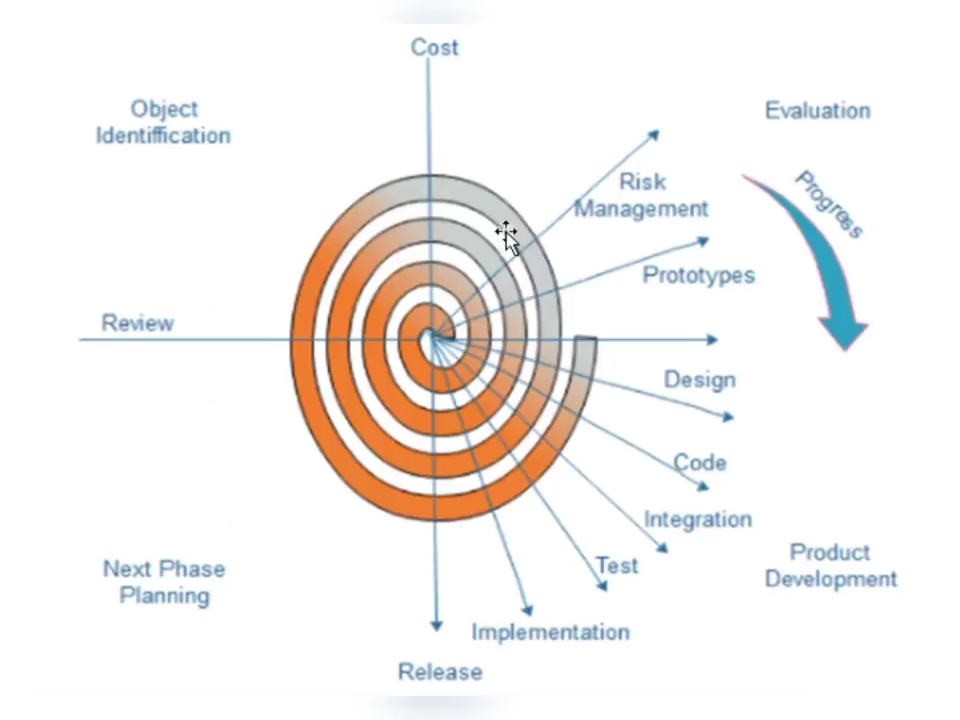 Cost
Object
Identiffication
Evaluation
Progress
Risk
Management
Prototypes
Review
Design
Code
Integration
Product
Development
Test
Next Phase
Planning
Implementation
Release